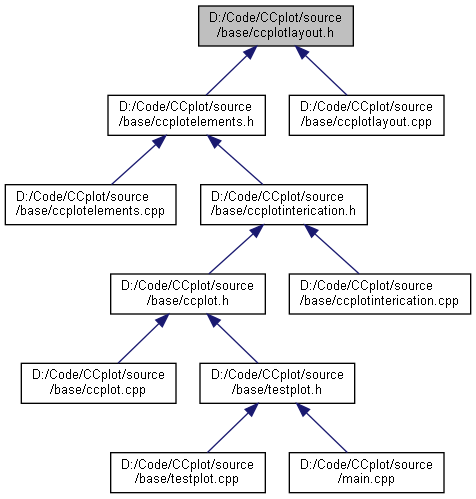 D:/Code/CCplot/source
/base/ccplotlayout.h
D:/Code/CCplot/source
/base/ccplotelements.h
D:/Code/CCplot/source
/base/ccplotlayout.cpp
D:/Code/CCplot/source
/base/ccplotelements.cpp
D:/Code/CCplot/source
/base/ccplotinterication.h
D:/Code/CCplot/source
/base/ccplot.h
D:/Code/CCplot/source
/base/ccplotinterication.cpp
D:/Code/CCplot/source
/base/ccplot.cpp
D:/Code/CCplot/source
/base/testplot.h
D:/Code/CCplot/source
/base/testplot.cpp
D:/Code/CCplot/source
/main.cpp